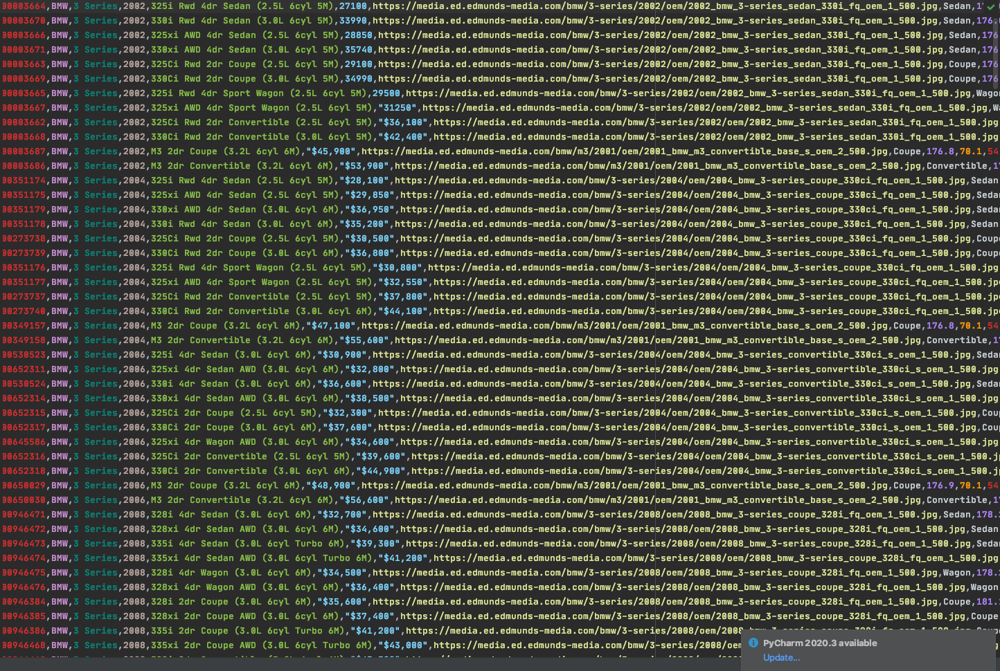 00003664,BMW,3 Series,2002,325i Rwd 4dr Sedan (2.5L 6cyl 5M),27100,https://media.ed.edmunds-media.com/bmw/3-series/2002/oem/2002_bmw_3-series_sedan_330i_fq_oem_1_500.jpg,Sedan,1
00003670,BMW,3 Series,2002,330i Rwd 4dr Sedan (3.0L 6cyl 5M),33990,https://media.ed.edmunds-media.com/bmw/3-series/2002/oem/2002_bmw_3-series_sedan_330i_fq_oem_1_500.jpg,Sedan,176.
00003666,BMW,3 Series,2002,325xi AWD 4dr Sedan (2.5L 6cyl 5M),28850,https://media.ed.edmunds-media.com/bmw/3-series/2002/oem/2002_bmw_3-series_sedan_330i_fq_oem_1_500.jpg,Sedan,176
00003671,BMW,3 Series,2002,330xi AWD 4dr Sedan (3.0L 6cyl 5M),35740,https://media.ed.edmunds-media.com/bmw/3-series/2002/oem/2002_bmw_3-series_sedan_330i_fq_oem_1_500.jpg,Sedan,176
00003663,BMW,3 Series,2002,325Ci Rwd 2dr Coupe (2.5L 6cyl 5M),29100,https://media.ed.edmunds-media.com/bmw/3-series/2002/oem/2002_bmw_3-series_sedan_330i_fq_oem_1_500.jpg,Coupe,176
00003669,BMW,3 Series,2002,330Ci Rwd 2dr Coupe (3.0L 6cyl 5M),34990,https://media.ed.edmunds-media.com/bmw/3-series/2002/oem/2002_bmw_3-series_sedan_330i_fq_oem_1_500.jpg,Coupe,176
00003665,BMW,3 Series,2002,325i Rwd 4dr Sport Wagon (2.5L 6cyl 5M),29500,https://media.ed.edmunds-media.com/bmw/3-series/2002/oem/2002_bmw_3-series_sedan_330i_fq_oem_1_500.jpg,Wagon
00003667,BMW,3 Series,2002,325xi AWD 4dr Sport Wagon (2.5L 6cyl 5M),"31250",https://media.ed.edmunds-media.com/bmw/3-series/2002/oem/2002_bmw_3-series_sedan_330i_fq_oem_1_500.jpg,Wa
00003662,BMW,3 Series,2002,325Ci Rwd 2dr Convertible (2.5L 6cyl 5M),"$36,100",https://media.ed.edmunds-media.com/bmw/3-series/2002/oem/2002_bmw_3-series_sedan_330i_fq_oem_1_500.jpg
00003668,BMW,3 Series,2002,330Ci Rwd 2dr Convertible (3.0L 6cyl 5M),"$42,400",https://media.ed.edmunds-media.com/bmw/3-series/2002/oem/2002_bmw_3-series_sedan_330i_fq_oem_1_500.jpg
00003687,BMW,3 Series,2002,M3 2dr Coupe (3.2L 6cyl 6M),"$45,900",https://media.ed.edmunds-media.com/bmw/m3/2001/oem/2001_bmw_m3_convertible_base_s_oem_2_500.jpg,Coupe,176.8,70.1,54
00003686,BMW,3 Series,2002,M3 2dr Convertible (3.2L 6cyl 6M),"$53,900",https://media.ed.edmunds-media.com/bmw/m3/2001/oem/2001_bmw_m3_convertible_base_s_oem_2_500.jpg,Convertible,17
00351174,BMW,3 Series,2004,325i Rwd 4dr Sedan (2.5L 6cyl 5M),"$28,100",https://media.ed.edmunds-media.com/bmw/3-series/2004/oem/2004_bmw_3-series_coupe_330ci_fq_oem_1_500.jpg,Sedan
00351175,BMW,3 Series,2004,325xi AWD 4dr Sedan (2.5L 6cyl 5M),"$29,850",https://media.ed.edmunds-media.com/bmw/3-series/2004/oem/2004_bmw_3-series_coupe_330ci_fq_oem_1_500.jpg,Seda
00351179,BMW,3 Series,2004,330xi AWD 4dr Sedan (3.0L 6cyl 6M),"$36,950",https://media.ed.edmunds-media.com/bmw/3-series/2004/oem/2004_bmw_3-series_coupe_330ci_fq_oem_1_500.jpg,Seda
00351178,BMW,3 Series,2004,330i Rwd 4dr Sedan (3.0L 6cyl 6M),"$35,200",https://media.ed.edmunds-media.com/bmw/3-series/2004/oem/2004_bmw_3-series_coupe_330ci_fq_oem_1_500.jpg,Sedan
00273738,BMW,3 Series,2004,325Ci Rwd 2dr Coupe (2.5L 6cyl 5M),"$30,500",https://media.ed.edmunds-media.com/bmw/3-series/2004/oem/2004_bmw_3-series_coupe_330ci_fq_oem_1_500.jpg,Coup
00273739,BMW,3 Series,2004,330Ci Rwd 2dr Coupe (3.0L 6cyl 6M),"$36,800",https://media.ed.edmunds-media.com/bmw/3-series/2004/oem/2004_bmw_3-series_coupe_330ci_fq_oem_1_500.jpg,Coup
00351176,BMW,3 Series,2004,325i Rwd 4dr Sport Wagon (2.5L 6cyl 5M),"$30,800",https://media.ed.edmunds-media.com/bmw/3-series/2004/oem/2004_bmw_3-series_coupe_330ci_fq_oem_1_500.jpg
00351177,BMW,3 Series,2004,325xi AWD 4dr Sport Wagon (2.5L 6cyl 5M),"$32,550",https://media.ed.edmunds-media.com/bmw/3-series/2004/oem/2004_bmw_3-series_coupe_330ci_fq_oem_1_500.jp
00273737,BMW,3 Series,2004,325Ci Rwd 2dr Convertible (2.5L 6cyl 5M),"$37,800",https://media.ed.edmunds-media.com/bmw/3-series/2004/oem/2004_bmw_3-series_coupe_330ci_fq_oem_1_500.jp
00273740,BMW,3 Series,2004,330Ci Rwd 2dr Convertible (3.0L 6cyl 6M),"$44,100",https://media.ed.edmunds-media.com/bmw/3-series/2004/oem/2004_bmw_3-series_coupe_330ci_fq_oem_1_500.jp
00349157,BMW,3 Series,2004,M3 2dr Coupe (3.2L 6cyl 6M),"$47,100",https://media.ed.edmunds-media.com/bmw/m3/2001/oem/2001_bmw_m3_convertible_base_s_oem_2_500.jpg,Coupe,176.8,70.1,54
00349158,BMW,3 Series,2004,M3 2dr Convertible (3.2L 6cyl 6M),"$55,600",https://media.ed.edmunds-media.com/bmw/m3/2001/oem/2001_bmw_m3_convertible_base_s_oem_2_500.jpg,Convertible,17
00530523,BMW,3 Series,2006,325i 4dr Sedan (3.0L 6cyl 6M),"$30,900",https://media.ed.edmunds-media.com/bmw/3-series/2004/oem/2004_bmw_3-series_convertible_330ci_s_oem_1_500.jpg,Seda
00652311,BMW,3 Series,2006,325xi 4dr Sedan AWD (3.0L 6cyl 6M),"$32,800",https://media.ed.edmunds-media.com/bmw/3-series/2004/oem/2004_bmw_3-series_convertible_330ci_s_oem_1_500.jpg
00530524,BMW,3 Series,2006,330i 4dr Sedan (3.0L 6cyl 6M),"$36,600",https://media.ed.edmunds-media.com/bmw/3-series/2004/oem/2004_bmw_3-series_convertible_330ci_s_oem_1_500.jpg,Seda
00652314,BMW,3 Series,2006,330xi 4dr Sedan AWD (3.0L 6cyl 6M),"$38,500",https://media.ed.edmunds-media.com/bmw/3-series/2004/oem/2004_bmw_3-series_convertible_330ci_s_oem_1_500.jpg
00652315,BMW,3 Series,2006,325Ci 2dr Coupe (2.5L 6cyl 5M),"$32,300",https://media.ed.edmunds-media.com/bmw/3-series/2004/oem/2004_bmw_3-series_convertible_330ci_s_oem_1_500.jpg,Cou
00652317,BMW,3 Series,2006,330Ci 2dr Coupe (3.0L 6cyl 6M),"$37,600",https://media.ed.edmunds-media.com/bmw/3-series/2004/oem/2004_bmw_3-series_convertible_330ci_s_oem_1_500.jpg,Cou
00645586,BMW,3 Series,2006,325xi 4dr Wagon AWD (3.0L 6cyl 6M),"$34,600",https://media.ed.edmunds-media.com/bmw/3-series/2004/oem/2004_bmw_3-series_convertible_330ci_s_oem_1_500.jpg
00652316,BMW,3 Series,2006,325Ci 2dr Convertible (2.5L 6cyl 5M),"$39,600",https://media.ed.edmunds-media.com/bmw/3-series/2004/oem/2004_bmw_3-series_convertible_330ci_s_oem_1_500.j
00652318,BMW,3 Series,2006,330Ci 2dr Convertible (3.0L 6cyl 6M),"$44,900",https://media.ed.edmunds-media.com/bmw/3-series/2004/oem/2004_bmw_3-series_convertible_330ci_s_oem_1_500.j
00650029,BMW,3 Series,2006,M3 2dr Coupe (3.2L 6cyl 6M),"$48,900",https://media.ed.edmunds-media.com/bmw/m3/2001/oem/2001_bmw_m3_convertible_base_s_oem_2_500.jpg,Coupe,176.9,70.1,54
00650030,BMW,3 Series,2006,M3 2dr Convertible (3.2L 6cyl 6M),"$56,600",https://media.ed.edmunds-media.com/bmw/m3/2001/oem/2001_bmw_m3_convertible_base_s_oem_2_500.jpg,Convertible,17
00946471,BMW,3 Series,2008,328i 4dr Sedan (3.0L 6cyl 6M),"$32,700",https://media.ed.edmunds-media.com/bmw/3-series/2008/oem/2008_bmw_3-series_coupe_328i_fq_oem_1_500.jpg,Sedan,178.
00946472,BMW,3 Series,2008,328xi 4dr Sedan AWD (3.0L 6cyl 6M),"$34,600",https://media.ed.edmunds-media.com/bmw/3-series/2008/oem/2008_bmw_3-series_coupe_328i_fq_oem_1_500.jpg,Sedan
00946473,BMW,3 Series,2008,335i 4dr Sedan (3.0L 6cyl Turbo 6M),"$39,300",https://media.ed.edmunds-media.com/bmw/3-series/2008/oem/2008_bmw_3-series_coupe_328i_fq_oem_1_500.jpg,Seda
00946474,BMW,3 Series,2008,335xi 4dr Sedan AWD (3.0L 6cyl Turbo 6M),"$41,200",https://media.ed.edmunds-media.com/bmw/3-series/2008/oem/2008_bmw_3-series_coupe_328i_fq_oem_1_500.jpg
00946475,BMW,3 Series,2008,328i 4dr Wagon (3.0L 6cyl 6M),"$34,500",https://media.ed.edmunds-media.com/bmw/3-series/2008/oem/2008_bmw_3-series_coupe_328i_fq_oem_1_500.jpg,Wagon,178.
00946476,BMW,3 Series,2008,328xi 4dr Wagon AWD (3.0L 6cyl 6M),"$36,400",https://media.ed.edmunds-media.com/bmw/3-series/2008/oem/2008_bmw_3-series_coupe_328i_fq_oem_1_500.jpg,Wagon
00946384,BMW,3 Series,2008,328i 2dr Coupe (3.0L 6cyl 6M),"$35,600",https://media.ed.edmunds-media.com/bmw/3-series/2008/oem/2008_bmw_3-series_coupe_328i_fq_oem_1_500.jpg,Coupe,181.
00946385,BMW,3 Series,2008,328xi 2dr Coupe AWD (3.0L 6cyl 6M),"$37,400",https://media.ed.edmunds-media.com/bmw/3-series/2008/oem/2008_bmw_3-series_coupe_328i_fq_oem_1_500.jpg,Coupe
00946386,BMW,3 Series,2008,335i 2dr Coupe (3.0L 6cyl Turbo 6M),"$41,200",https://media.ed.edmunds-media.com/bmw/3-series/2008/oem/2008
00946468,BMW,3 Series,2008,335xi 2dr Coupe AWD (3.0L 6cyl Turbo 6M),"$43,000",https://media.ed.edmunds-media.com/bmw/3-series/2008/oem
PyCharm 2020.3 available
Update...